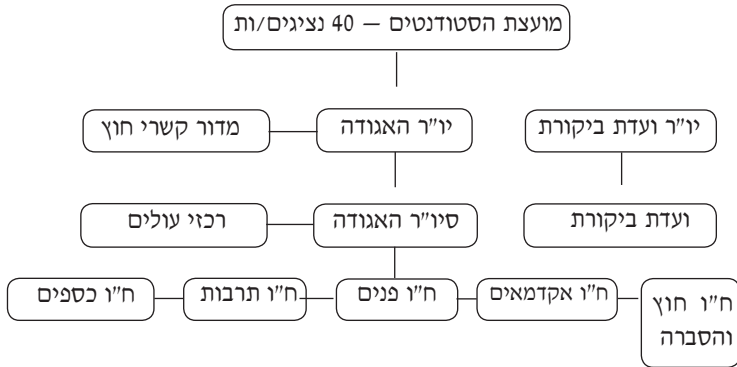 מועצת הסטודנטים – 40 נציגים/ות
יו"ר ועדת ביקורת
יו"ר האגודה
מדור קשרי חוץ
ועדת ביקורת
סיו"ר האגודה
רכזי עולים
ח"ו חוץ
והסברה
ח"ו אקדמאים
ח"ו פנים
ח"ו תרבות
ח"ו כספים